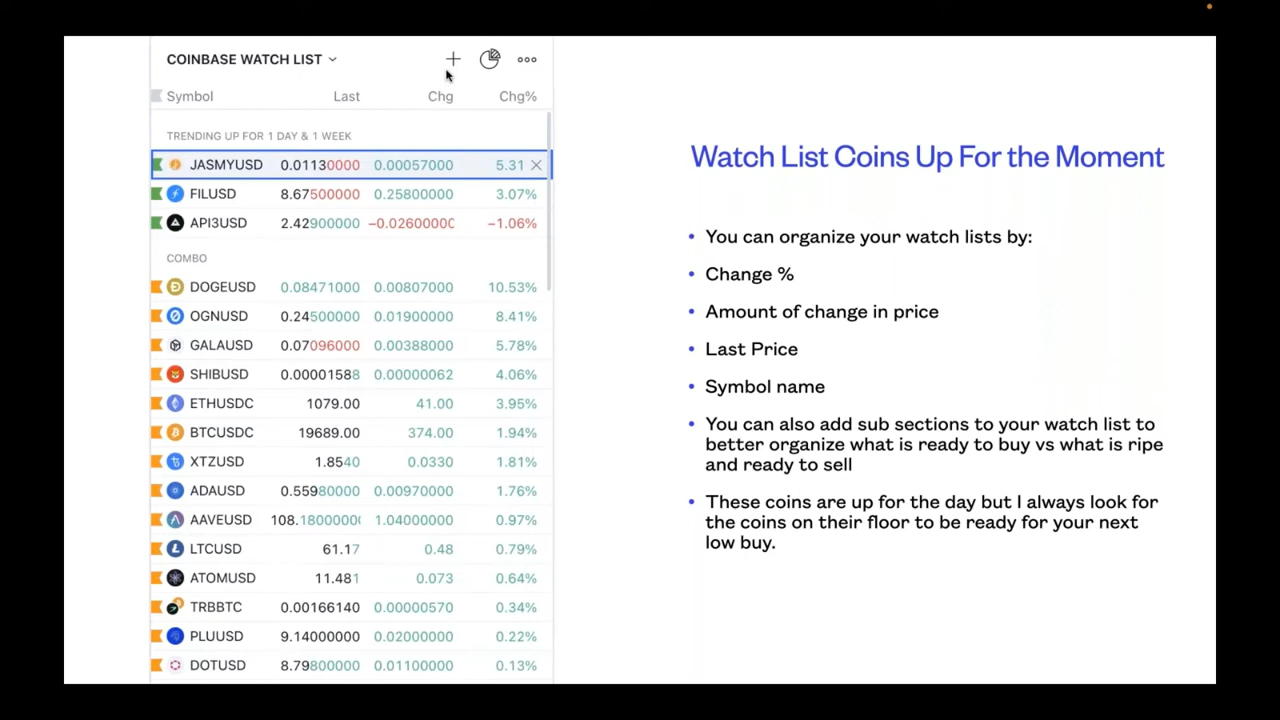 COINBASE WATCH LIST
Symbol Last Chg Chg%
TRENDING UP FOR 1 DAY & 1 WEEK
JASMYUSD 0.01130000 0.00057000 5.31
FILUSD 8.67500000 0.25800000 3.07%
API3USD 2.42900000 −0.0260000 −1.06%
COMBO
DOGEUSD 0.08471000 0.00807000 10.53%
OGNUSD 0.24500000 0.01900000 8.41%
GALAUSD 0.07096000 0.00388000 5.78%
SHIBUSD 0.00001588 0.00000062 4.06%
ETHUSDC 1079.00 41.00 3.95%
BTCUSDC 19689.00 374.00 1.94%
XTZUSD 1.8540 0.0330 1.81%
ADAUSD 0.55980000 0.00970000 1.76%
AAVEUSD 108.1800000 1.04000000 0.97%
LTCUSD 61.17 0.48 0.79%
ATOMUSD 11.481 0.073 0.64%
TRBBTC 0.00166140 0.00000570 0.34%
PLUUSD 9.14000000 0.02000000 0.22%
DOTUSD 8.79800000 0.01100000 0.13%
Watch List Coins Up For the Moment
• You can organize your watch lists by:
• Change %
• Amount of change in price
• Last Price
• Symbol name
• You can also add sub sections to your watch list to
better organize what is ready to buy vs what is ripe
and ready to sell
• These coins are up for the day but I always look for
the coins on their floor to be ready for your next
low buy.